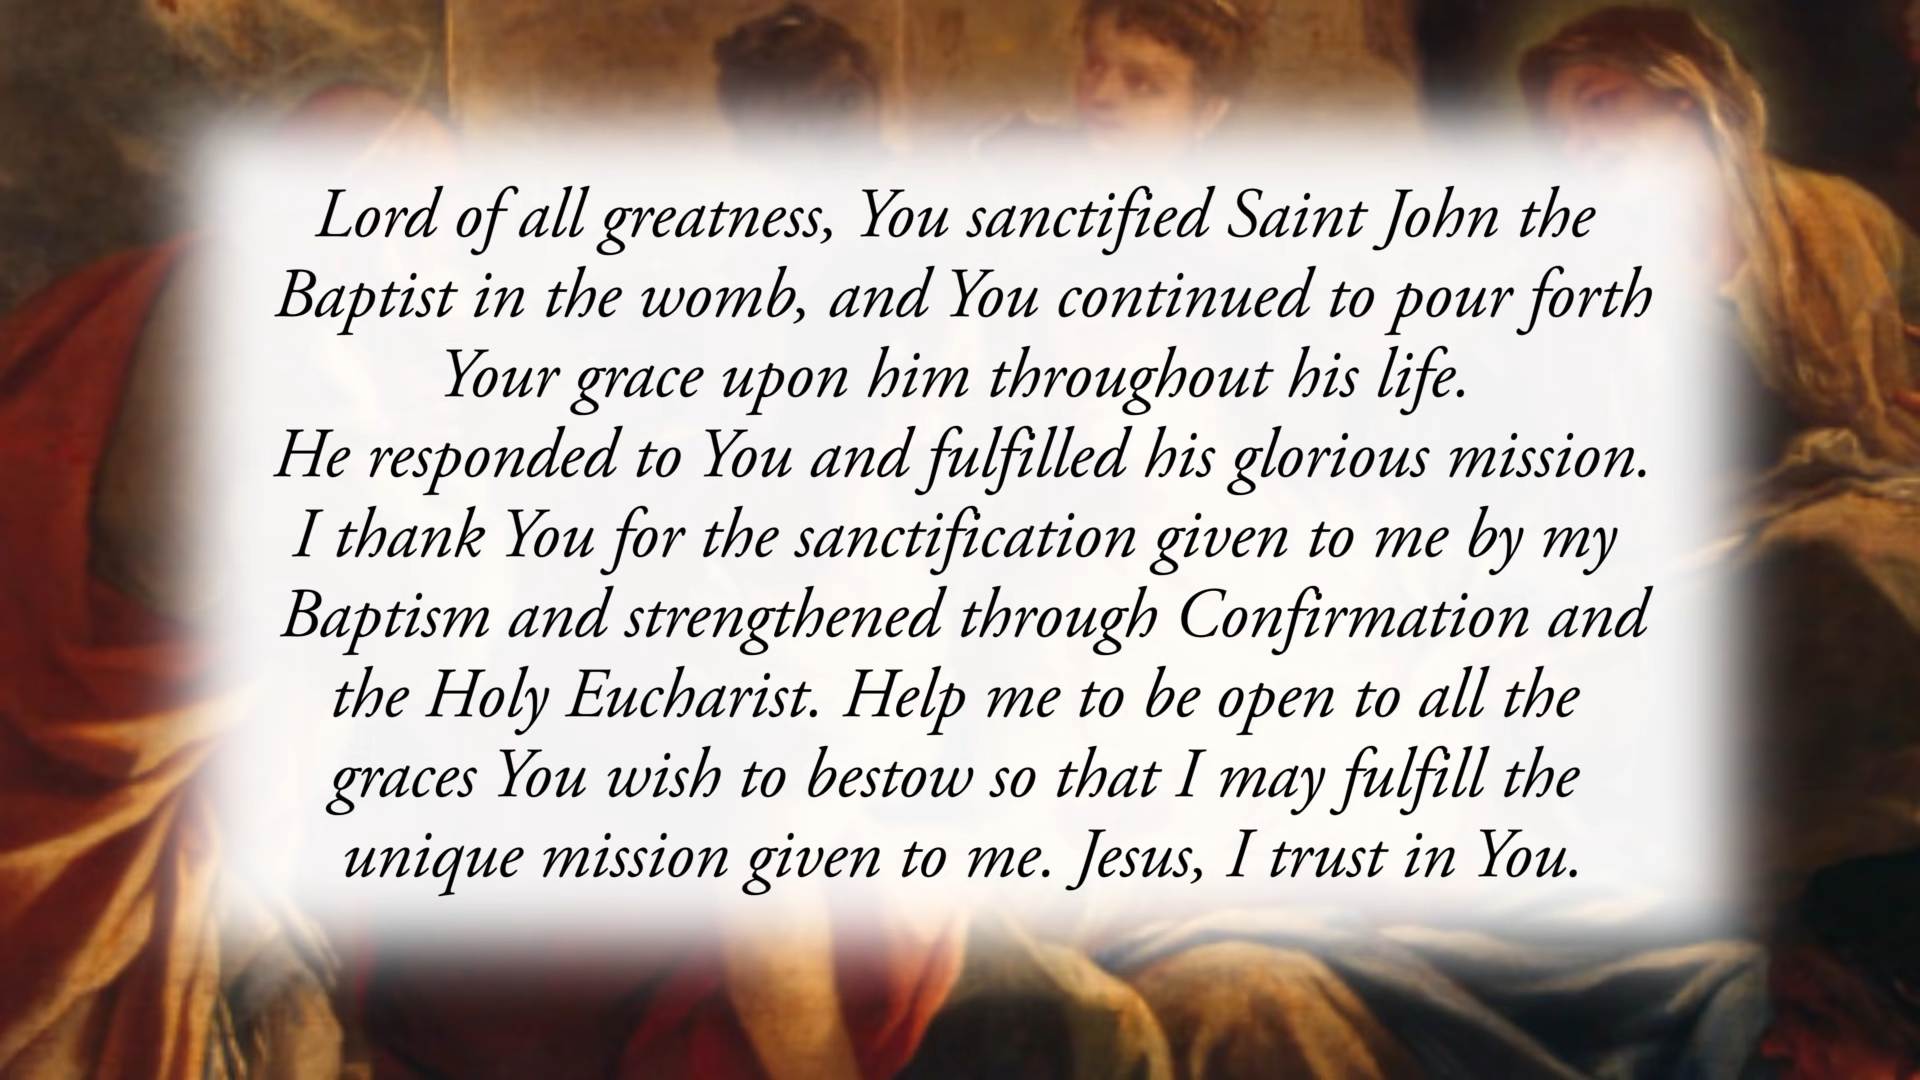 Lord of all greatness, You sanctified Saint John the
Baptist in the womb, and You continued to pour forth
Your grace upon him throughout his life.
He responded to You and fulfilled his glorious mission.
I thank You for the sanctification given to me by my
Baptism and strengthened through Confirmation and
the Holy Eucharist. Help me to be open to all the
graces You wish to bestow so that I may fulfill the
unique mission given to me. Jesus, I trust in You.